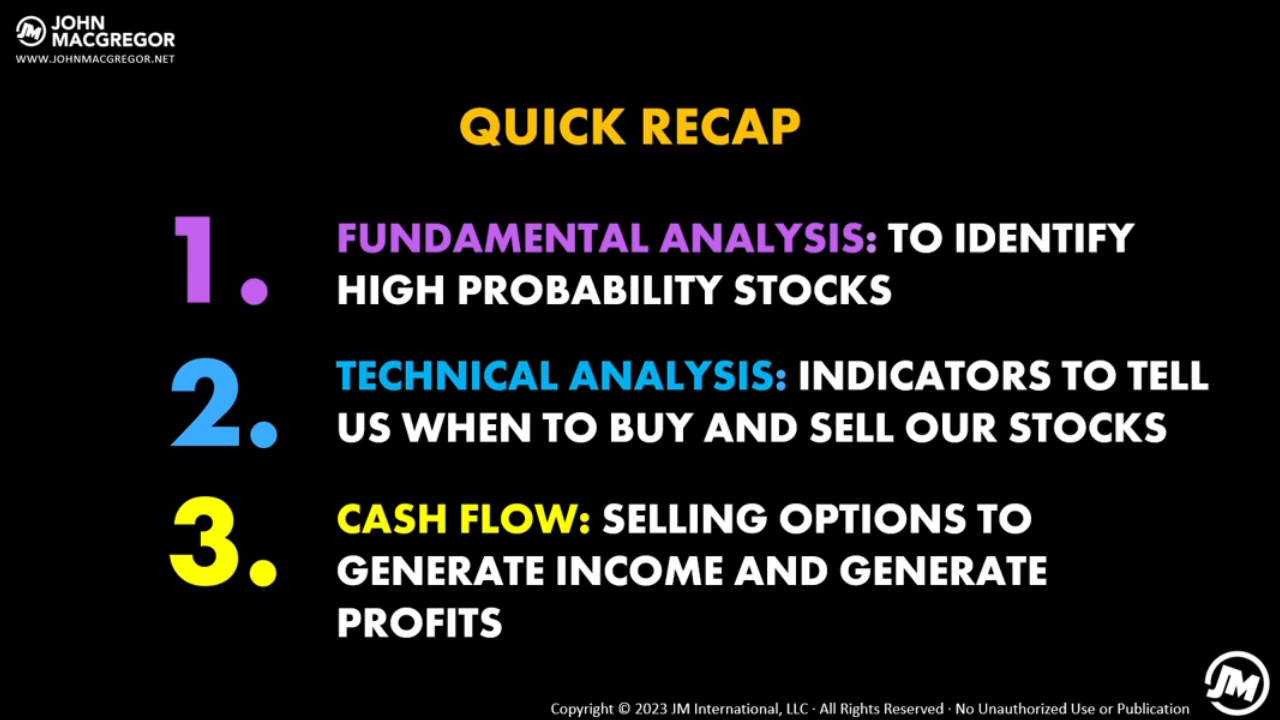 JM JOHN
MACGREGOR
WWW.JOHNMACGREGOR.NET
QUICK RECAP
1. FUNDAMENTAL ANALYSIS: TO IDENTIFY
HIGH PROBABILITY STOCKS
2. TECHNICAL ANALYSIS: INDICATORS TO TELL
US WHEN TO BUY AND SELL OUR STOCKS
3. CASH FLOW: SELLING OPTIONS TO
GENERATE INCOME AND GENERATE
PROFITS
JM
Copyright © 2023 JM International, LLC · All Rights Reserved · No Unauthorized Use or Publication